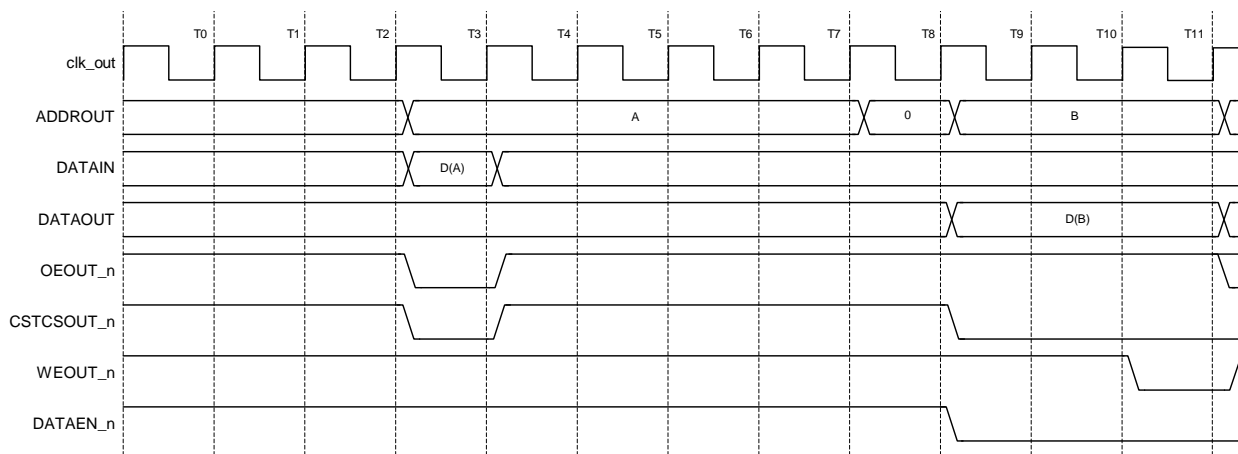 T0 T1 T2 T3 T4 T5 T6 T7 T8 T9 T10 T11
clk_out
ADDROUT A 0 B
DATAIN D(A)
DATAOUT D(B)
OEOUT_n
CSTCSOUT_n
WEOUT_n
DATAEN_n